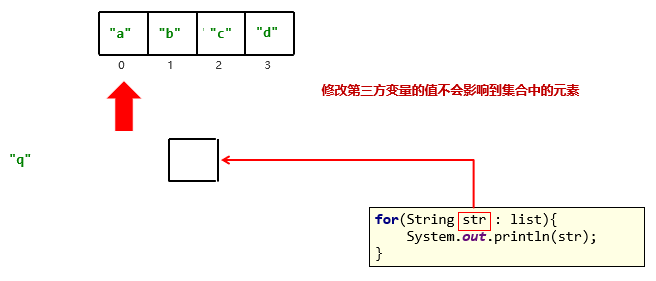 "a" "b" "c" "d"
0 1 2 3
修改第三方变量的值不会影响到集合中的元素
"q"
for(String str : list){
    System.out.println(str);
}